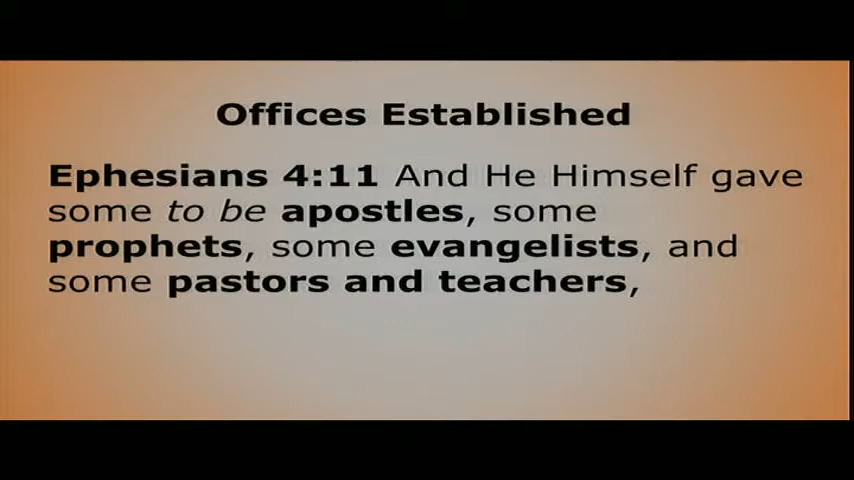 Offices Established
Ephesians 4:11 And He Himself gave
some to be apostles, some
prophets, some evangelists, and
some pastors and teachers,